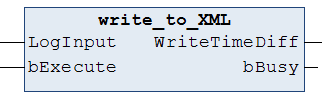 write_to_XML
LogInput WriteTimeDiff
bExecute bBusy